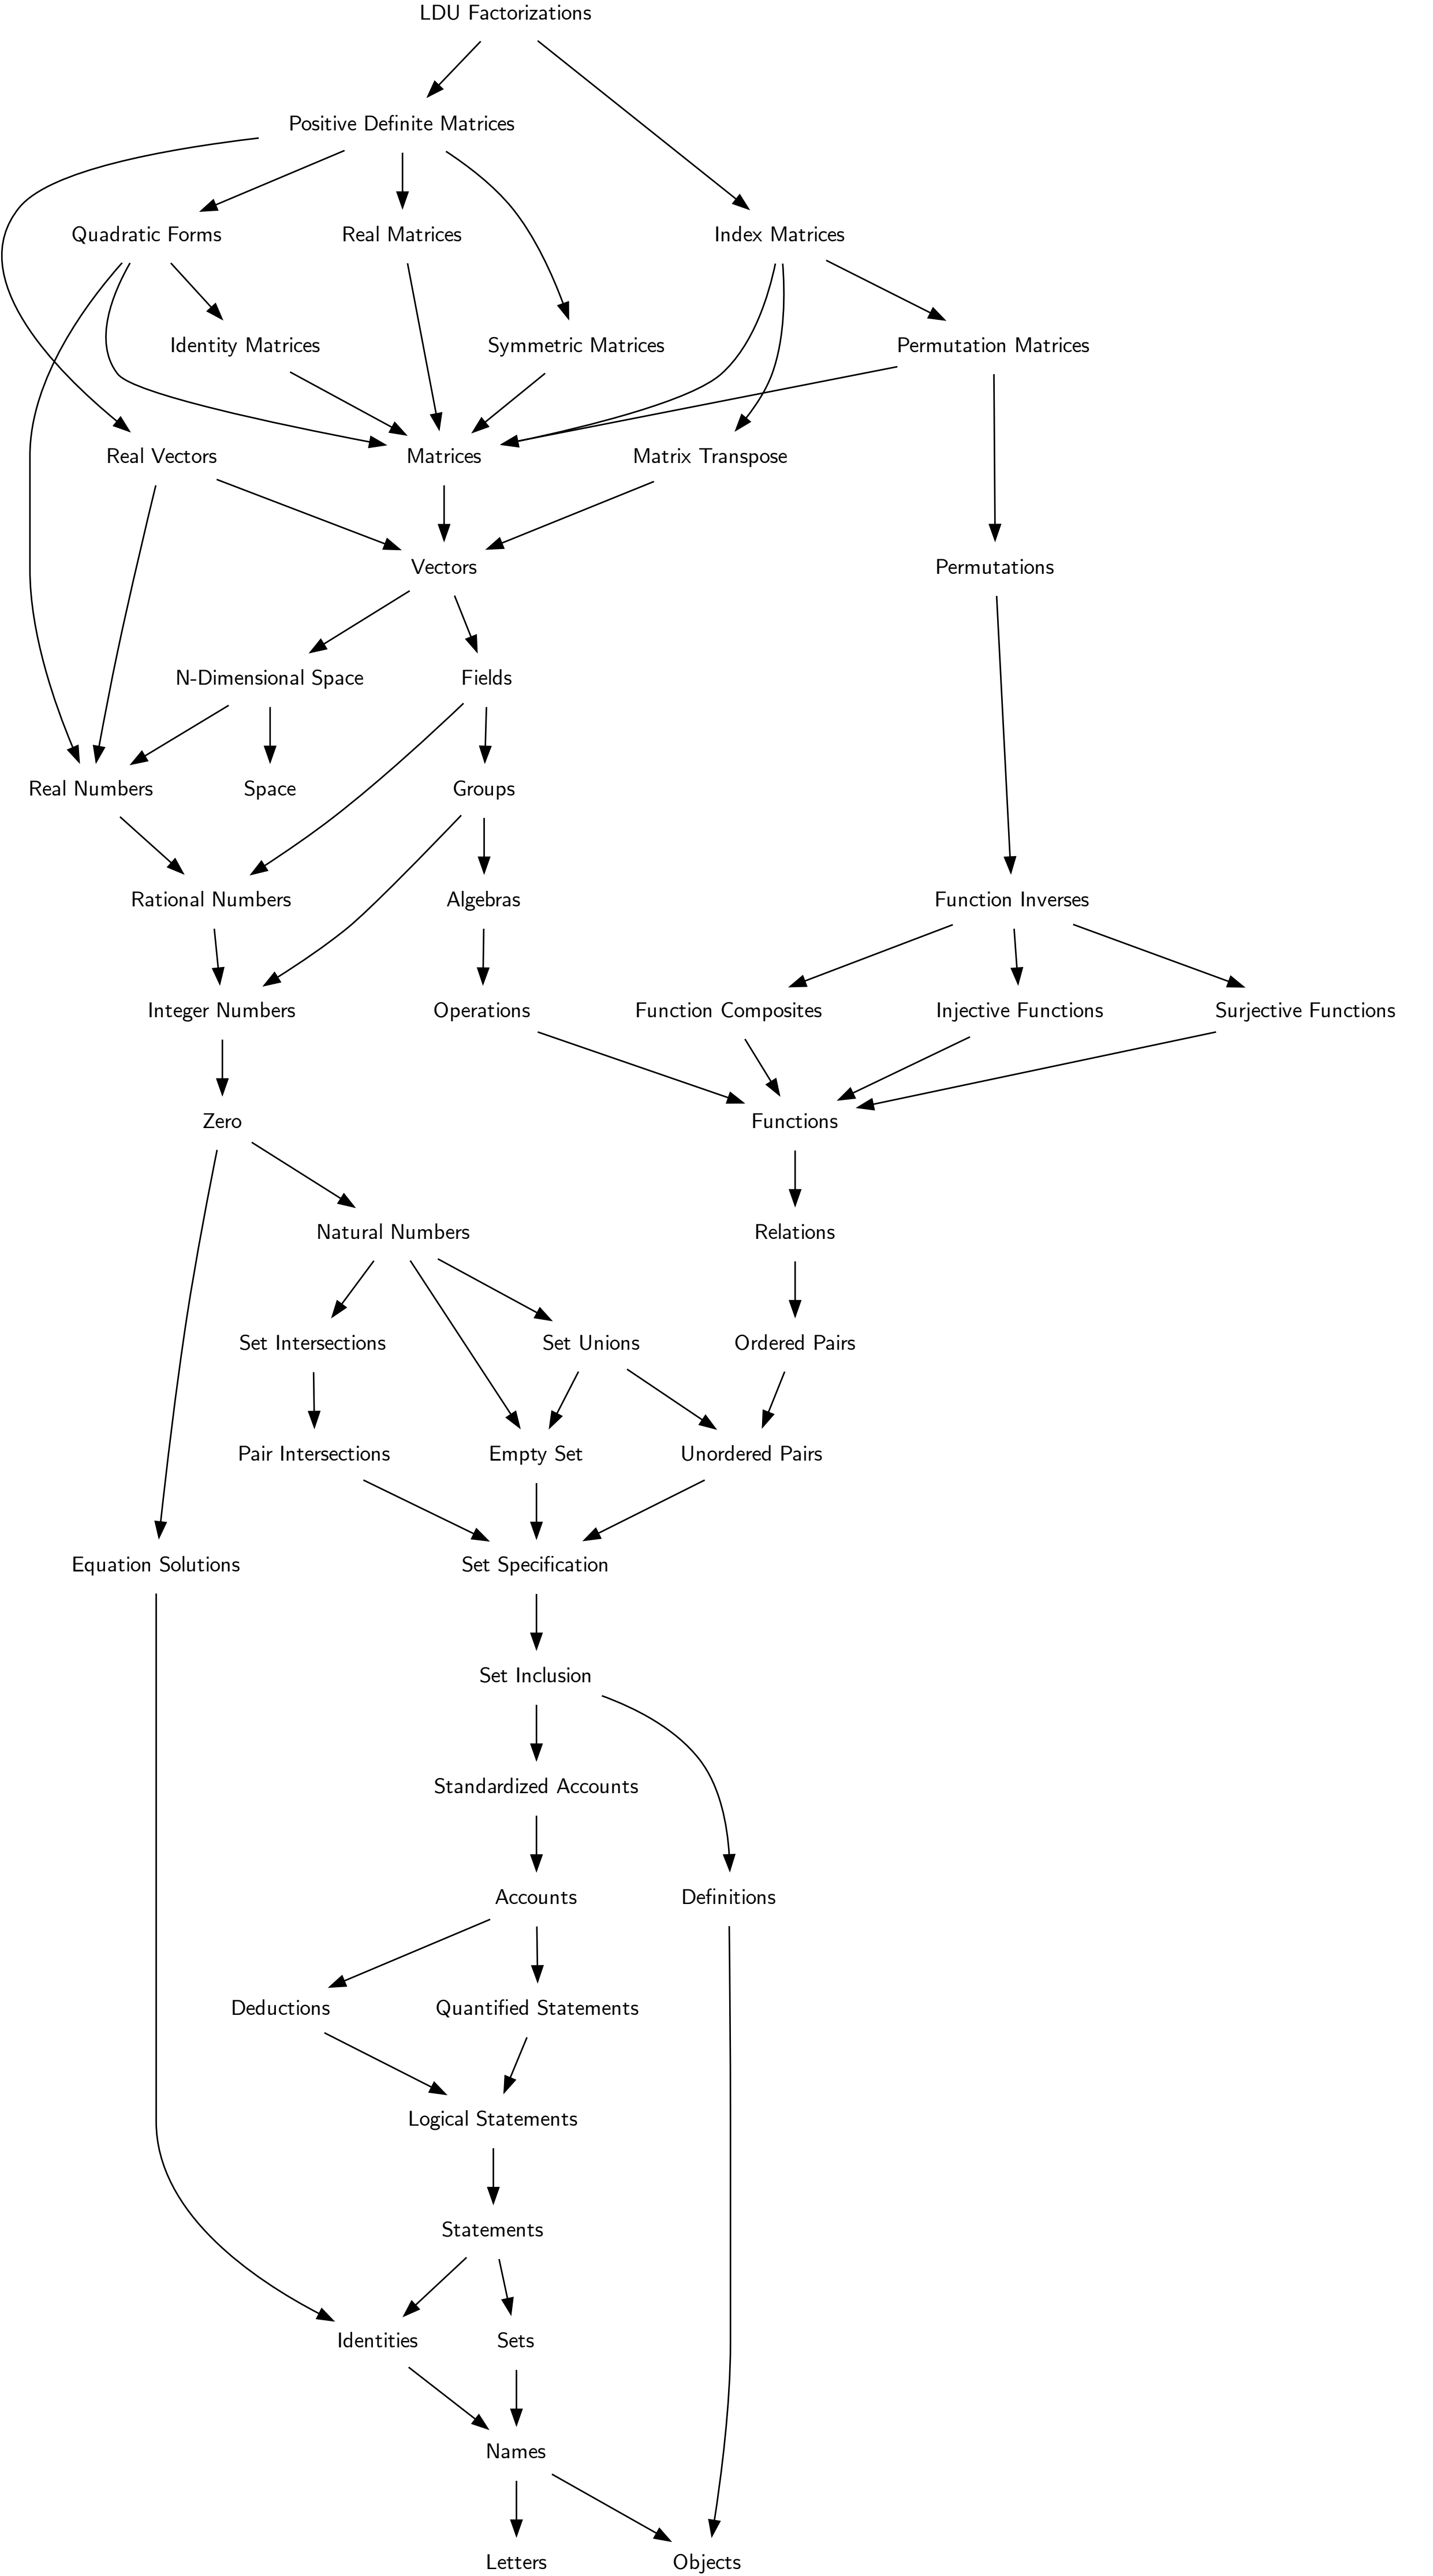 LDU Factorizations
Positive Definite Matrices
Quadratic Forms
Real Matrices
Index Matrices
Identity Matrices
Symmetric Matrices
Permutation Matrices
Real Vectors
Matrices
Matrix Transpose
Vectors
Permutations
N-Dimensional Space
Fields
Real Numbers
Space
Groups
Rational Numbers
Algebras
Function Inverses
Integer Numbers
Operations
Function Composites
Injective Functions
Surjective Functions
Zero
Functions
Natural Numbers
Relations
Set Intersections
Set Unions
Ordered Pairs
Pair Intersections
Empty Set
Unordered Pairs
Equation Solutions
Set Specification
Set Inclusion
Standardized Accounts
Accounts
Definitions
Deductions
Quantified Statements
Logical Statements
Statements
Identities
Sets
Names
Letters
Objects